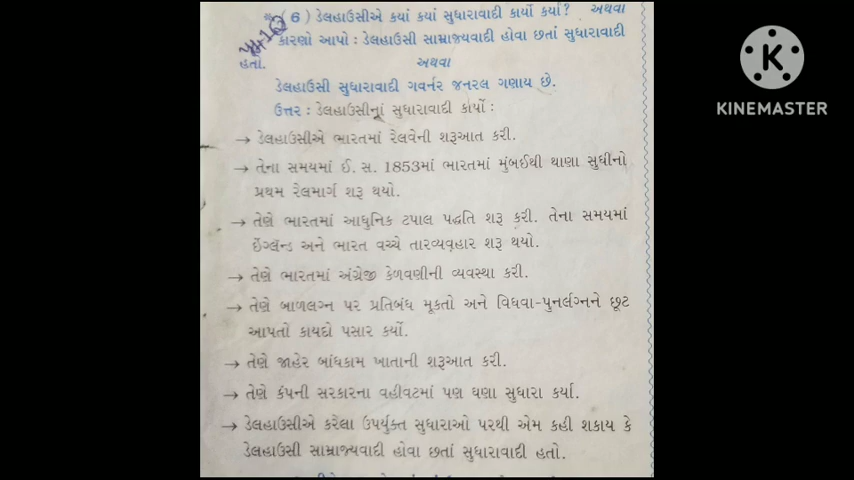 * (6) ડેલહાઉસીએ કયાં કયાં સુધારાવાદી કાર્યો કર્યાં? અથવા
કારણો આપો : ડેલહાઉસી સામ્રાજ્યવાદી હોવા છતાં સુધારાવાદી
હતો. અથવા
ડેલહાઉસી સુધારાવાદી ગવર્નર જનરલ ગણાય છે.
ઉત્તર : ડેલહાઉસીનાં સુધારાવાદી કાર્યો :
→ ડેલહાઉસીએ ભારતમાં રેલવેની શરૂઆત કરી.
→ તેના સમયમાં ઈ. સ. 1853માં ભારતમાં મુંબઈથી થાણા સુધીનો
પ્રથમ રેલમાર્ગ શરૂ થયો.
→ તેણે ભારતમાં આધુનિક ટપાલ પદ્ધતિ શરૂ કરી. તેના સમયમાં
ઈંગ્લૅન્ડ અને ભારત વચ્ચે તારવ્યવહાર શરૂ થયો.
→ તેણે ભારતમાં અંગ્રેજી કેળવણીની વ્યવસ્થા કરી.
→ તેણે બાળલગ્ન પર પ્રતિબંધ મૂકતો અને વિધવા-પુનર્લગ્નને છૂટ
આપતો કાયદો પસાર કર્યો.
→ તેણે જાહેર બાંધકામ ખાતાની શરૂઆત કરી.
→ તેણે કંપની સરકારના વહીવટમાં પણ ઘણા સુધારા કર્યા.
→ ડેલહાઉસીએ કરેલા ઉપર્યુક્ત સુધારાઓ પરથી એમ કહી શકાય કે
ડેલહાઉસી સામ્રાજ્યવાદી હોવા છતાં સુધારાવાદી હતો.
K
KINEMASTER